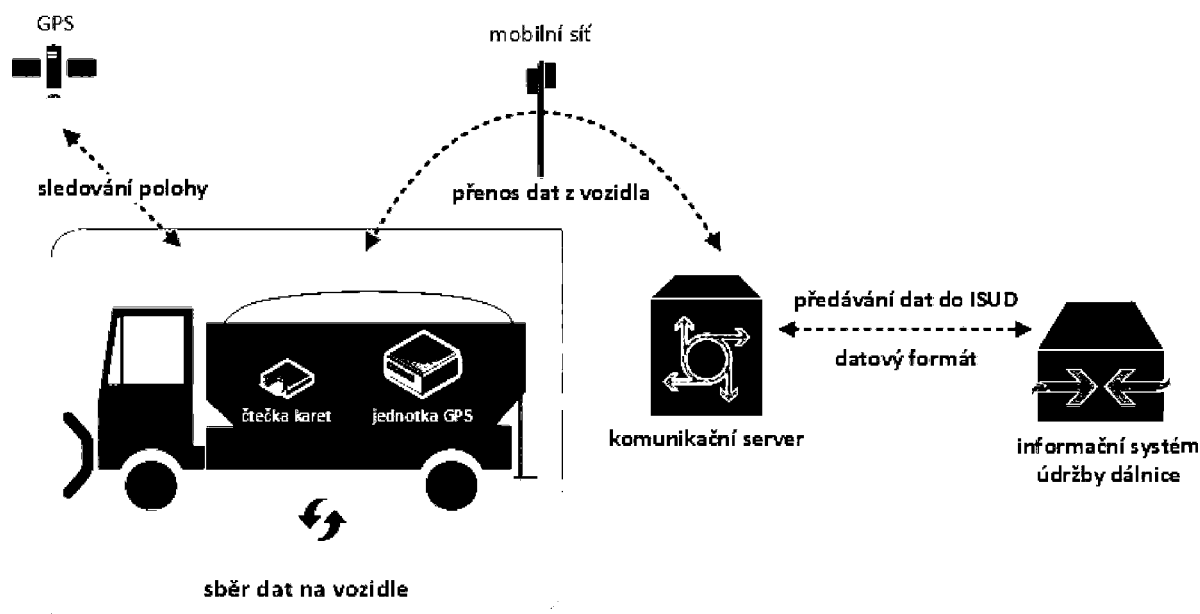 GPS
mobilní síť
sledování polohy
přenos dat z vozidla
předávání dat do ISUD
datový formát
čtečka karet
jednotka GPS
komunikační server
informační systém
údržby dálnice
sběr dat na vozidle